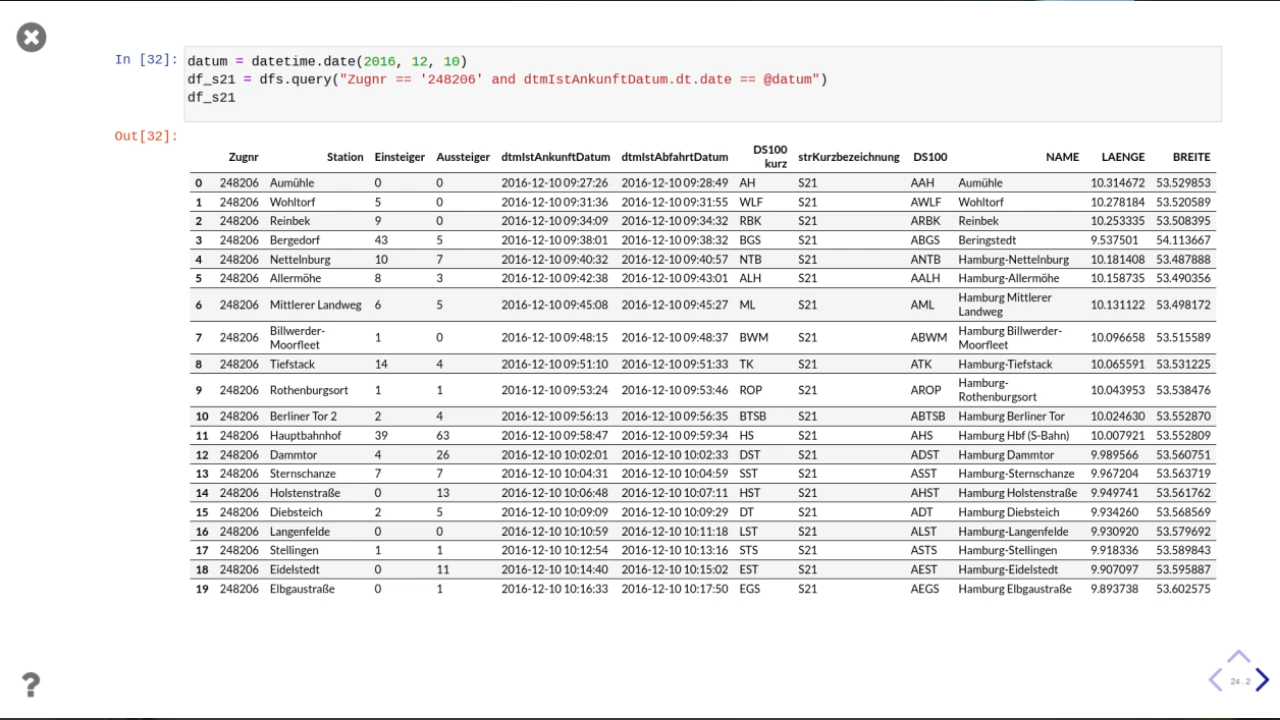 In [32]: datum = datetime.date(2016, 12, 10)
df_s21 = dfs.query("Zugnr == '248206' and dtmIstAnkunftDatum.dt.date == @datum")
df_s21
Out[32]:
Zugnr Station Einsteiger Aussteiger dtmIstAnkunftDatum dtmIstAbfahrtDatum DS100 kurz strKurzbezeichnung DS100 NAME LAENGE BREITE
0 248206 Aumühle 0 0 2016-12-10 09:27:26 2016-12-10 09:28:49 AH S21 AAH Aumühle 10.314672 53.529853
1 248206 Wohltorf 5 0 2016-12-10 09:31:36 2016-12-10 09:31:55 WLF S21 AWLF Wohltorf 10.278184 53.520589
2 248206 Reinbek 9 0 2016-12-10 09:34:09 2016-12-10 09:34:32 RBK S21 ARBK Reinbek 10.253335 53.508395
3 248206 Bergedorf 43 5 2016-12-10 09:38:01 2016-12-10 09:38:32 BGS S21 ABGS Beringstedt 9.537501 54.113667
4 248206 Nettelnburg 10 7 2016-12-10 09:40:32 2016-12-10 09:40:57 NTB S21 ANTB Hamburg-Nettelnburg 10.181408 53.487888
5 248206 Allermöhe 8 3 2016-12-10 09:42:38 2016-12-10 09:43:01 ALH S21 AALH Hamburg-Allermöhe 10.158735 53.490356
6 248206 Mittlerer Landweg 6 5 2016-12-10 09:45:08 2016-12-10 09:45:27 ML S21 AML Hamburg Mittlerer Landweg 10.131122 53.498172
7 248206 Billwerder-Moorfleet 1 0 2016-12-10 09:48:15 2016-12-10 09:48:37 BWM S21 ABWM Hamburg Billwerder-Moorfleet 10.096658 53.515589
8 248206 Tiefstack 14 4 2016-12-10 09:51:10 2016-12-10 09:51:33 TK S21 ATK Hamburg-Tiefstack 10.065591 53.531225
9 248206 Rothenburgsort 1 1 2016-12-10 09:53:24 2016-12-10 09:53:46 ROP S21 AROP Hamburg-Rothenburgsort 10.043953 53.538476
10 248206 Berliner Tor 2 2 4 2016-12-10 09:56:13 2016-12-10 09:56:35 BTSB S21 ABTSB Hamburg Berliner Tor 10.024630 53.552870
11 248206 Hauptbahnhof 39 63 2016-12-10 09:58:47 2016-12-10 09:59:34 HS S21 AHS Hamburg Hbf (S-Bahn) 10.007921 53.552809
12 248206 Dammtor 4 26 2016-12-10 10:02:01 2016-12-10 10:02:33 DST S21 ADST Hamburg Dammtor 9.989566 53.560751
13 248206 Sternschanze 7 7 2016-12-10 10:04:31 2016-12-10 10:04:59 SST S21 ASST Hamburg-Sternschanze 9.967204 53.563719
14 248206 Holstenstraße 0 13 2016-12-10 10:06:48 2016-12-10 10:07:11 HST S21 AHST Hamburg Holstenstraße 9.949741 53.561762
15 248206 Diebsteich 2 5 2016-12-10 10:09:09 2016-12-10 10:09:29 DT S21 ADT Hamburg Diebsteich 9.934260 53.568569
16 248206 Langenfelde 0 0 2016-12-10 10:10:59 2016-12-10 10:11:18 LST S21 ALST Hamburg-Langenfelde 9.930920 53.579692
17 248206 Stellingen 1 1 2016-12-10 10:12:54 2016-12-10 10:13:16 STS S21 ASTS Hamburg-Stellingen 9.918336 53.589843
18 248206 Eidelstedt 0 11 2016-12-10 10:14:40 2016-12-10 10:15:02 EST S21 AEST Hamburg-Eidelstedt 9.907097 53.595887
19 248206 Elbgaustraße 0 1 2016-12-10 10:16:33 2016-12-10 10:17:50 EGS S21 AEGS Hamburg Elbgaustraße 9.893738 53.602575
?
24.2